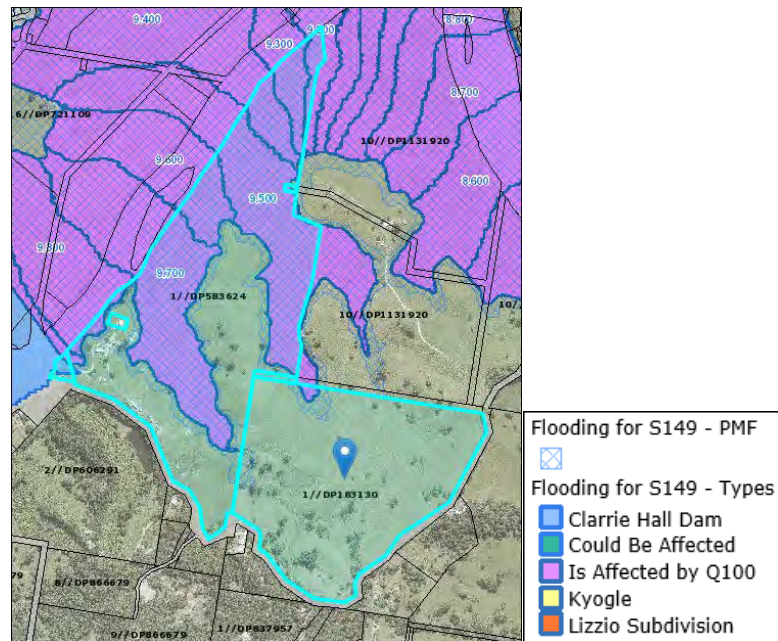 9.400
9.300
9.200
8.800
6//DP721109
8.700
10//DP1131920
9.600
8.600
9.500
9.800
9.700
1//DP583624
10//DP1131920
10//
2//DP606291
1//DP183130
79
8//DP866679
9//DP866679
1//DP837957
Flooding for S149 - PMF
Flooding for S149 - Types
Clarrie Hall Dam
Could Be Affected
Is Affected by Q100
Kyogle
Lizzio Subdivision